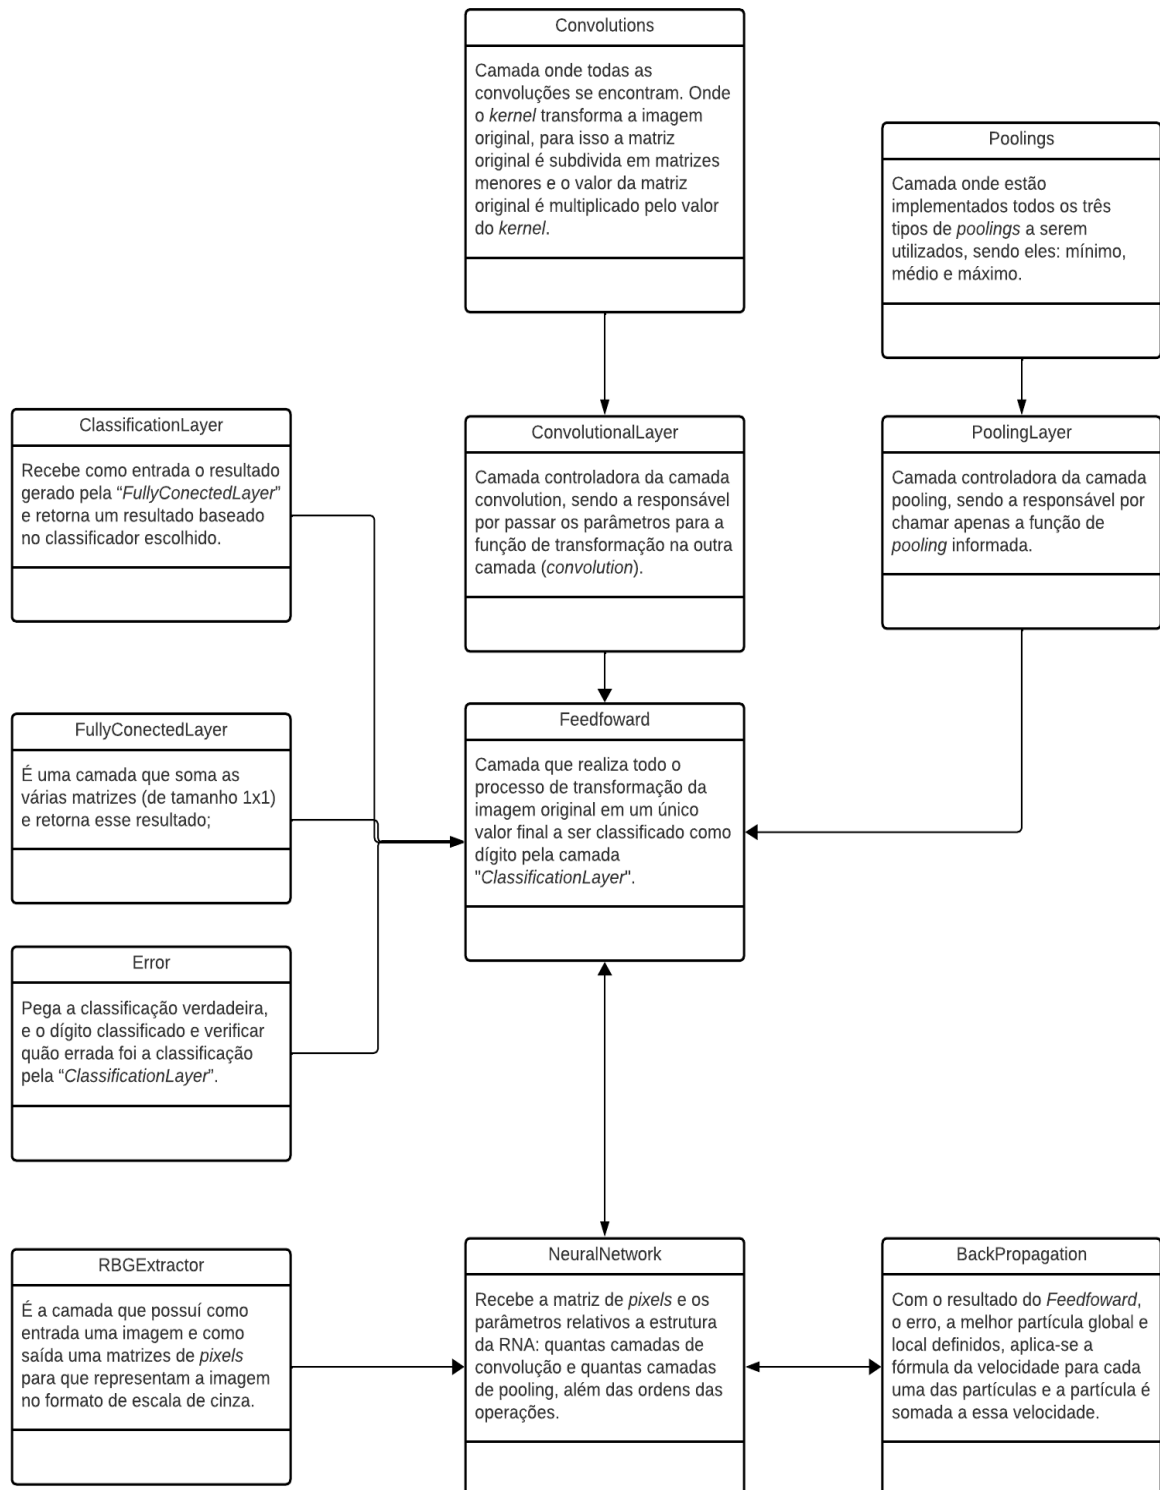 Convolutions
Camada onde todas as
convoluções se encontram. Onde
o kernel transforma a imagem
original, para isso a matriz
original é subdivida em matrizes
menores e o valor da matriz
original é multiplicado pelo valor
do kernel.
Poolings
Camada onde estão
implementados todos os três
tipos de poolings a serem
utilizados, sendo eles: mínimo,
médio e máximo.
ClassificationLayer
Recebe como entrada o resultado
gerado pela “FullyConectedLayer”
e retorna um resultado baseado
no classificador escolhido.
ConvolutionalLayer
Camada controladora da camada
convolution, sendo a responsável
por passar os parâmetros para a
função de transformação na outra
camada (convolution).
PoolingLayer
Camada controladora da camada
pooling, sendo a responsável por
chamar apenas a função de
pooling informada.
FullyConectedLayer
É uma camada que soma as
várias matrizes (de tamanho 1x1)
e retorna esse resultado;
Feedfoward
Camada que realiza todo o
processo de transformação da
imagem original em um único
valor final a ser classificado como
dígito pela camada
"ClassificationLayer".
Error
Pega a classificação verdadeira,
e o dígito classificado e verificar
quão errada foi a classificação
pela “ClassificationLayer”.
RBGExtractor
É a camada que possuí como
entrada uma imagem e como
saída uma matrizes de pixels
para que representam a imagem
no formato de escala de cinza.
NeuralNetwork
Recebe a matriz de pixels e os
parâmetros relativos a estrutura
da RNA: quantas camadas de
convolução e quantas camadas
de pooling, além das ordens das
operações.
BackPropagation
Com o resultado do Feedfoward,
o erro, a melhor partícula global e
local definidos, aplica-se a
fórmula da velocidade para cada
uma das partículas e a partícula é
somada a essa velocidade.